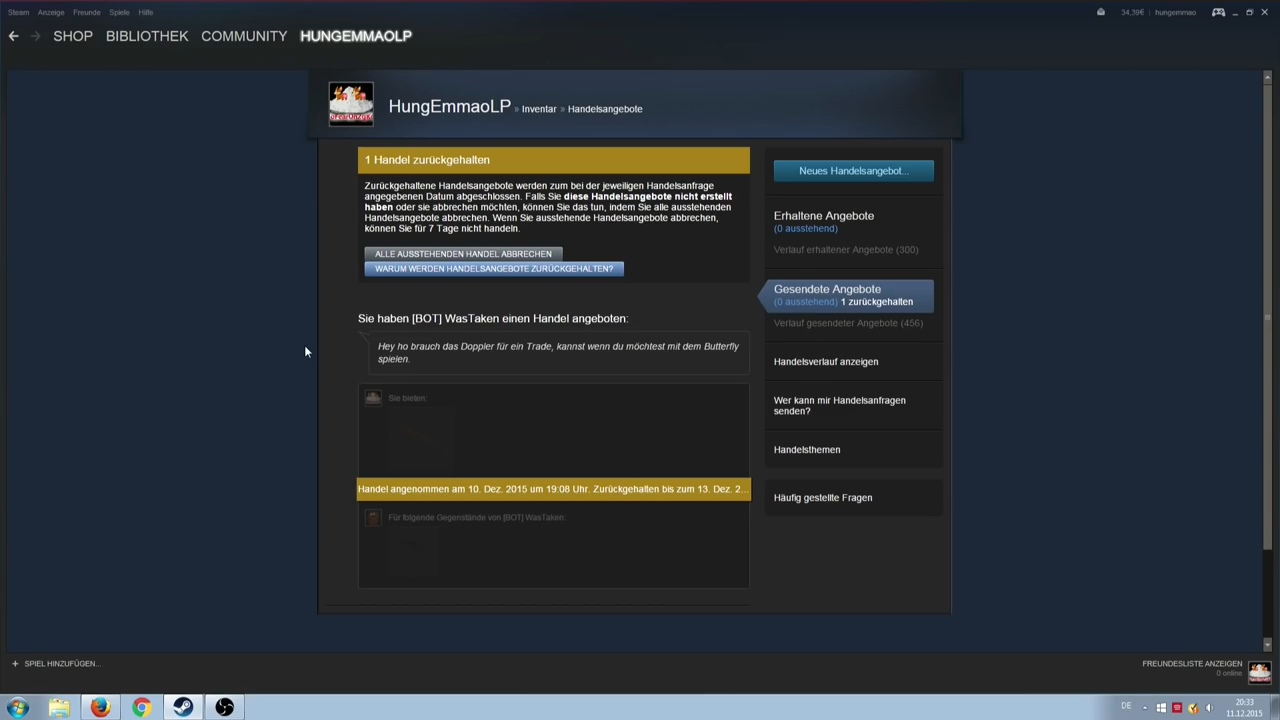 Steam Anzeige Freunde Spiele Hilfe
34,39€ hungemmao
SHOP BIBLIOTHEK COMMUNITY HUNGEMMAOLP
HungEmmaoLP » Inventar » Handelsangebote
1 Handel zurückgehalten
Zurückgehaltene Handelsangebote werden zum bei der jeweiligen Handelsanfrage
angegebenen Datum abgeschlossen. Falls Sie diese Handelsangebote nicht erstellt
haben oder sie abbrechen möchten, können Sie das tun, indem Sie alle ausstehenden
Handelsangebote abbrechen. Wenn Sie ausstehende Handelsangebote abbrechen,
können Sie für 7 Tage nicht handeln.
ALLE AUSSTEHENDEN HANDEL ABBRECHEN
WARUM WERDEN HANDELSANGEBOTE ZURÜCKGEHALTEN?
Sie haben [BOT] WasTaken einen Handel angeboten:
Hey ho brauch das Doppler für ein Trade, kannst wenn du möchtest mit dem Butterfly
spielen.
Sie bieten:
Handel angenommen am 10. Dez. 2015 um 19:08 Uhr. Zurückgehalten bis zum 13. Dez. 2...
Für folgende Gegenstände von [BOT] WasTaken:
Neues Handelsangebot...
Erhaltene Angebote
(0 ausstehend)
Verlauf erhaltener Angebote (300)
Gesendete Angebote
(0 ausstehend) 1 zurückgehalten
Verlauf gesendeter Angebote (456)
Handelsverlauf anzeigen
Wer kann mir Handelsanfragen
senden?
Handelsthemen
Häufig gestellte Fragen
+ SPIEL HINZUFÜGEN...
FREUNDESLISTE ANZEIGEN
0 online
DE
20:33
11.12.2015